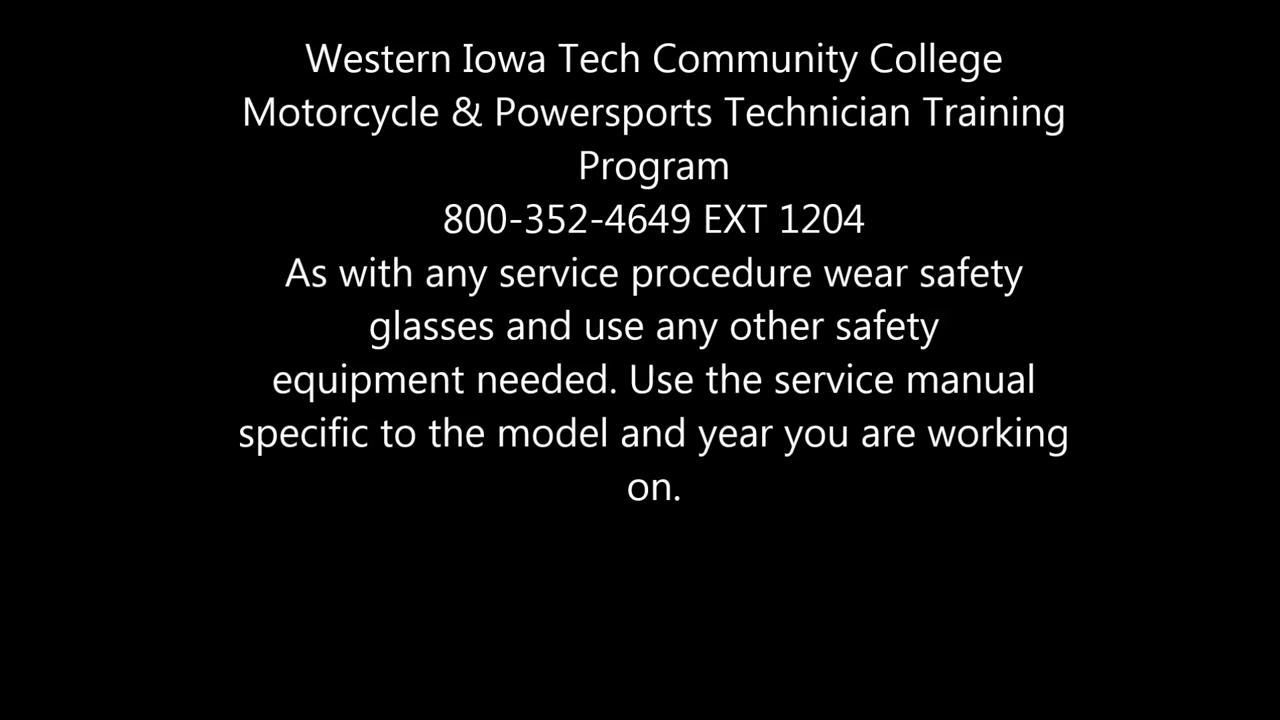 Western Iowa Tech Community College
Motorcycle & Powersports Technician Training
Program
800-352-4649 EXT 1204
As with any service procedure wear safety
glasses and use any other safety
equipment needed. Use the service manual
specific to the model and year you are working
on.